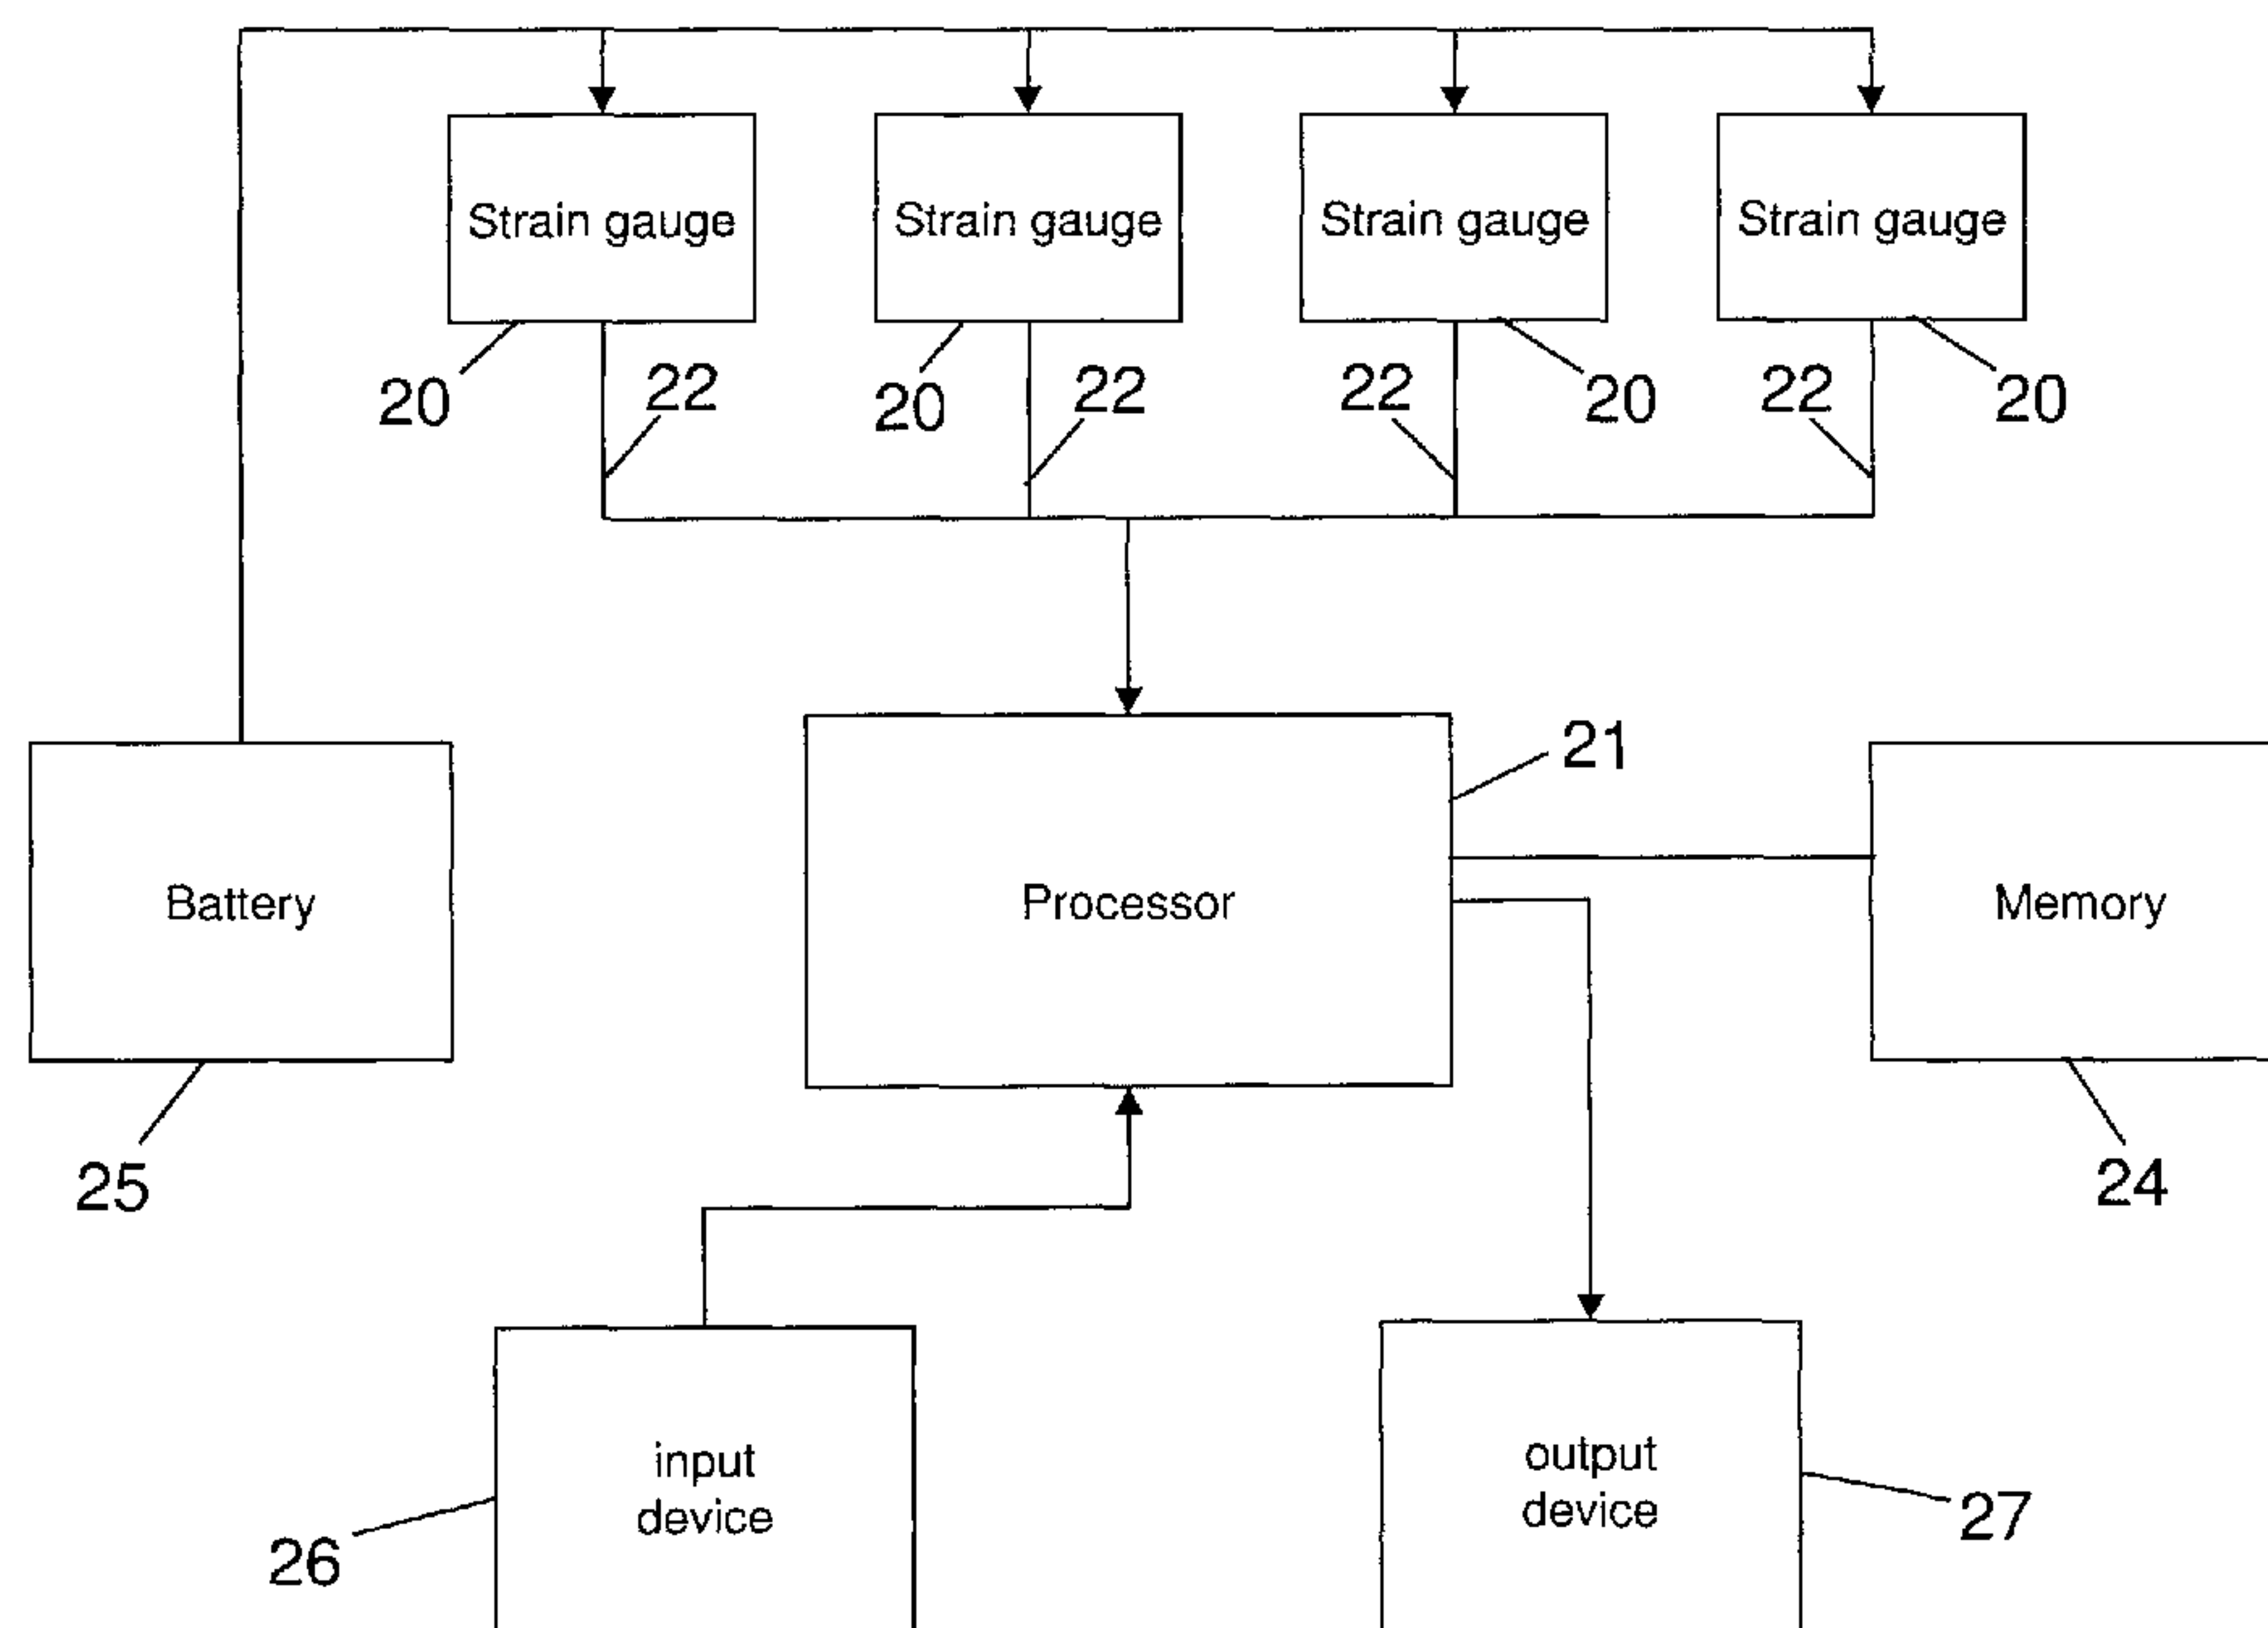 Strain gauge
Strain gauge
Strain gauge
Strain gauge
20
22
20
22
22
20
22
20
21
Battery
Processor
Memory
25
24
input
device
output
device
26
27